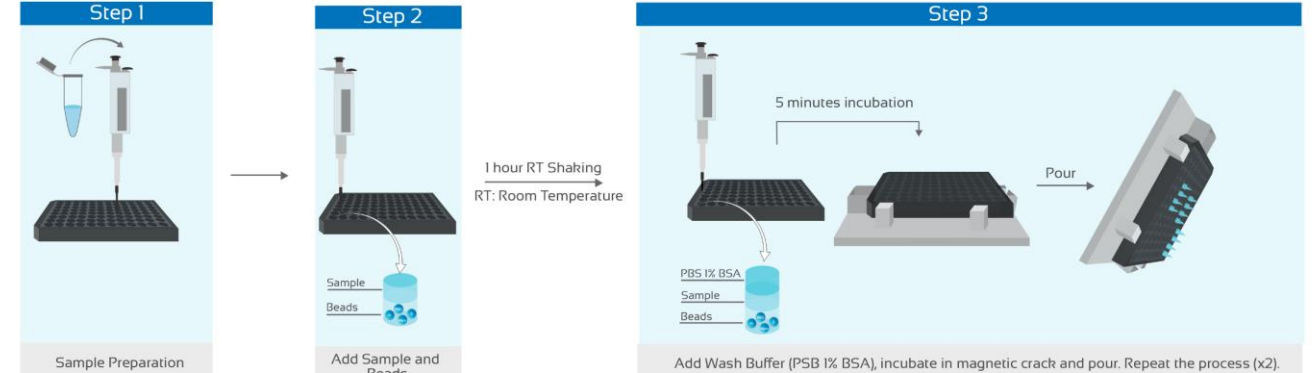 Step 1
Step 2
Step 3
5 minutes incubation
1 hour RT Shaking
RT: Room Temperature
Pour
Sample
Beads
PBS 1% BSA
Sample
Beads
Sample Preparation
Add Sample and
Beads
Add Wash Buffer (PSB 1% BSA), incubate in magnetic crack and pour. Repeat the process (x2).